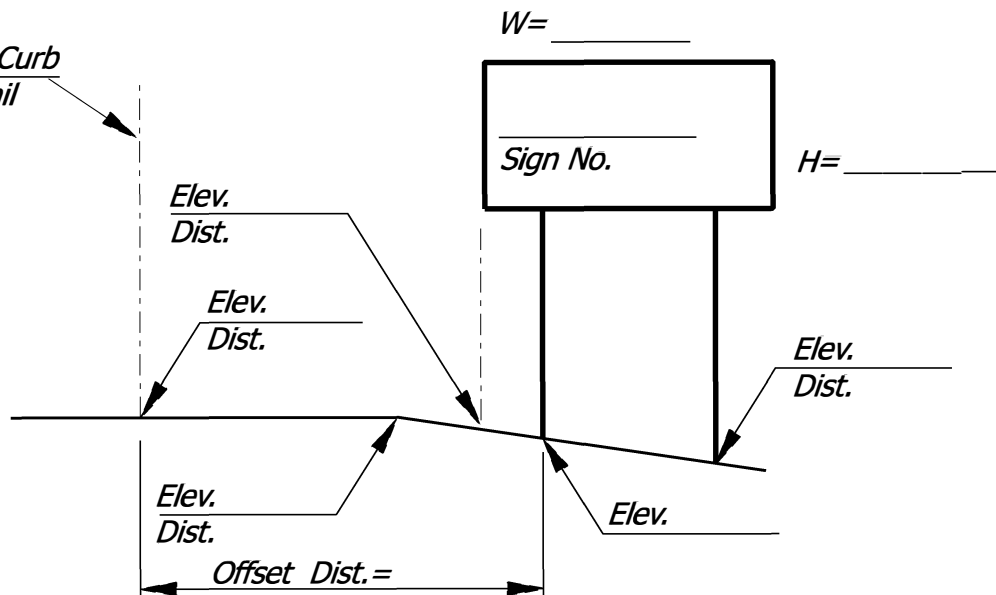 W=
Curb
Sign No.
H=
Elev.
Dist.
Elev.
Dist.
Elev.
Dist.
Elev.
Dist.
Elev.
Offset Dist.=